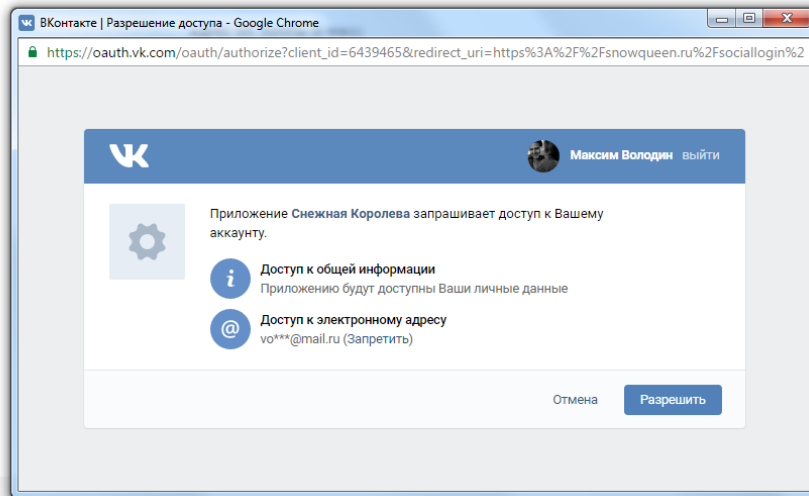 ВКонтакте | Разрешение доступа - Google Chrome
https://oauth.vk.com/oauth/authorize?client_id=6439465&redirect_uri=https%3A%2F%2Fsnowqueen.ru%2Fsociallogin%2
Максим Володин выйти
Приложение Снежная Королева запрашивает доступ к Вашему
аккаунту.
Доступ к общей информации
Приложению будут доступны Ваши личные данные
Доступ к электронному адресу
vo***@mail.ru (Запретить)
Отмена Разрешить